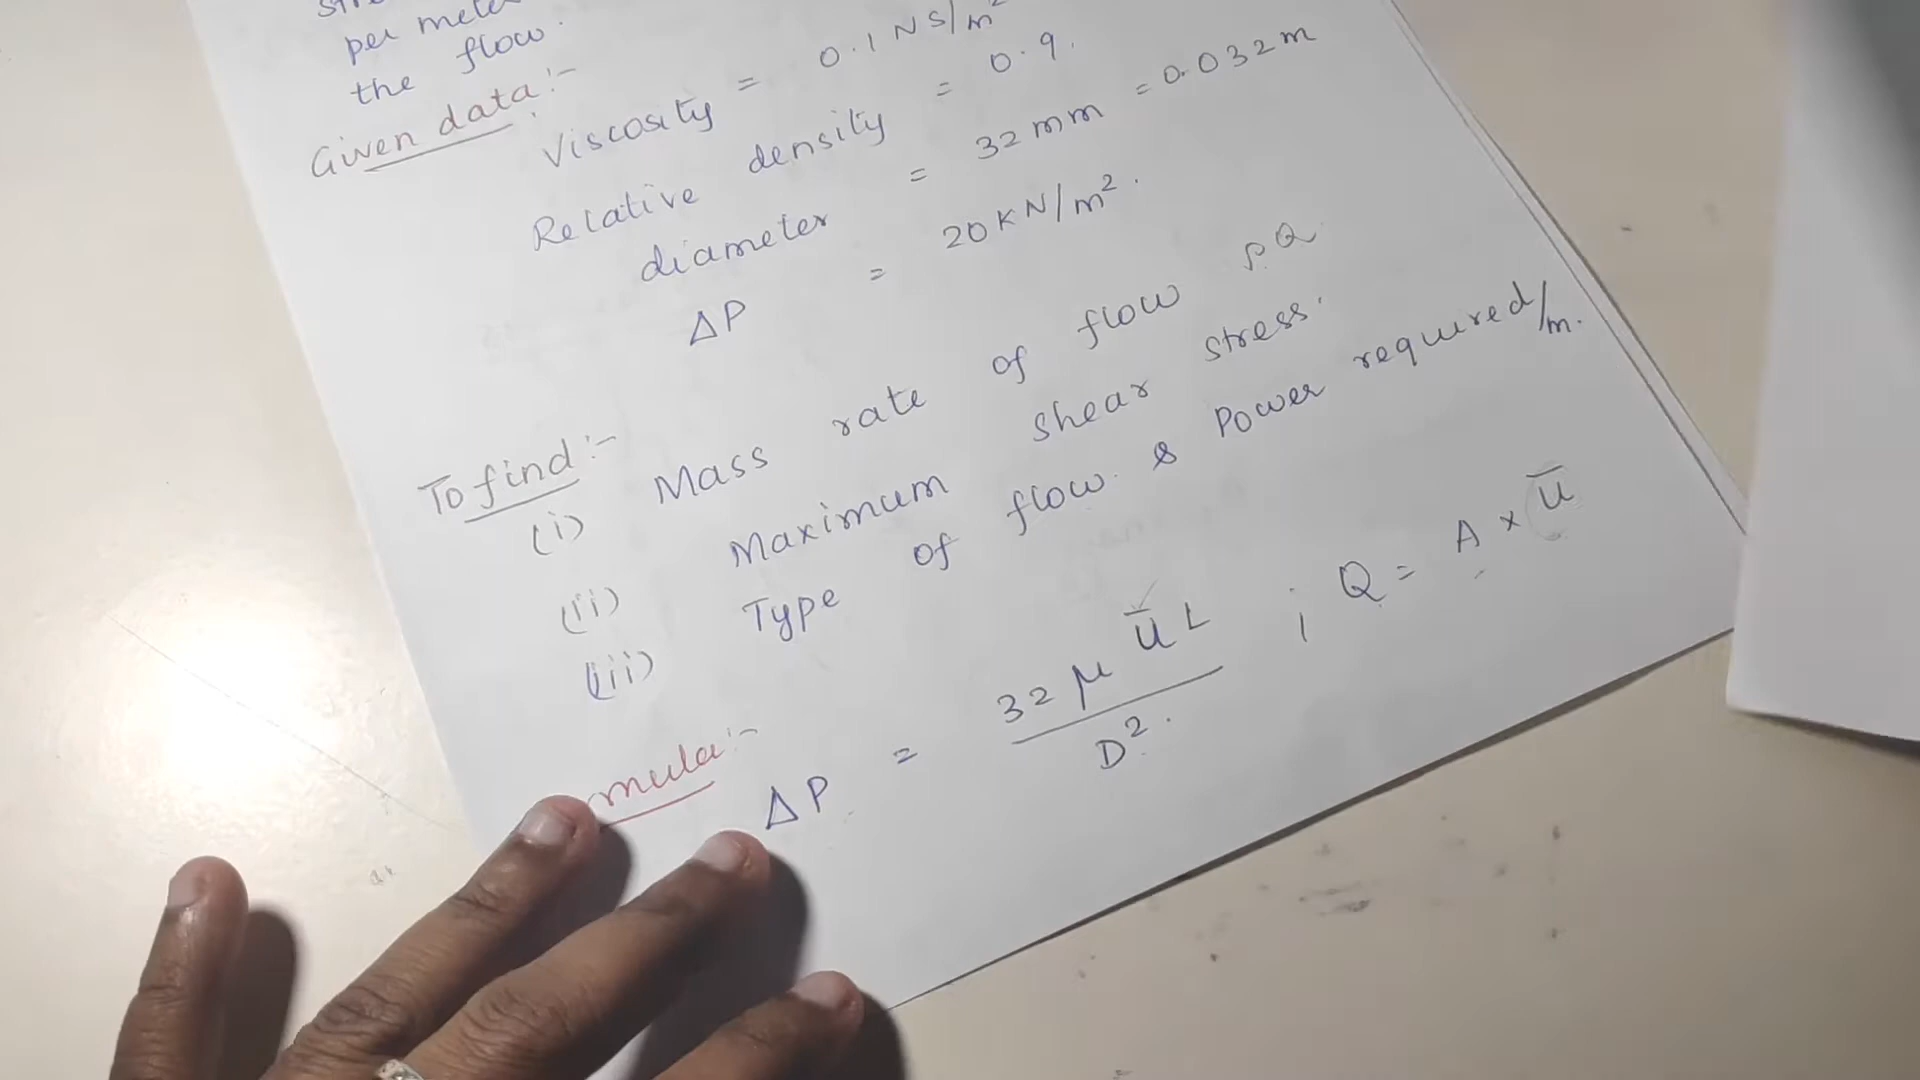 per
the flow.
Given data:-
Viscosity = 0.1 NS/m²
Relative density = 0.9.
diameter = 32 mm = 0.032 m
ΔP = 20 KN/m².
To find:-
(i) Mass rate of flow ρQ
(ii) Maximum shear stress.
(iii) Type of flow. & Power required/m.
mula:-
ΔP = 32 μ ū L / D². ; Q = A × ū